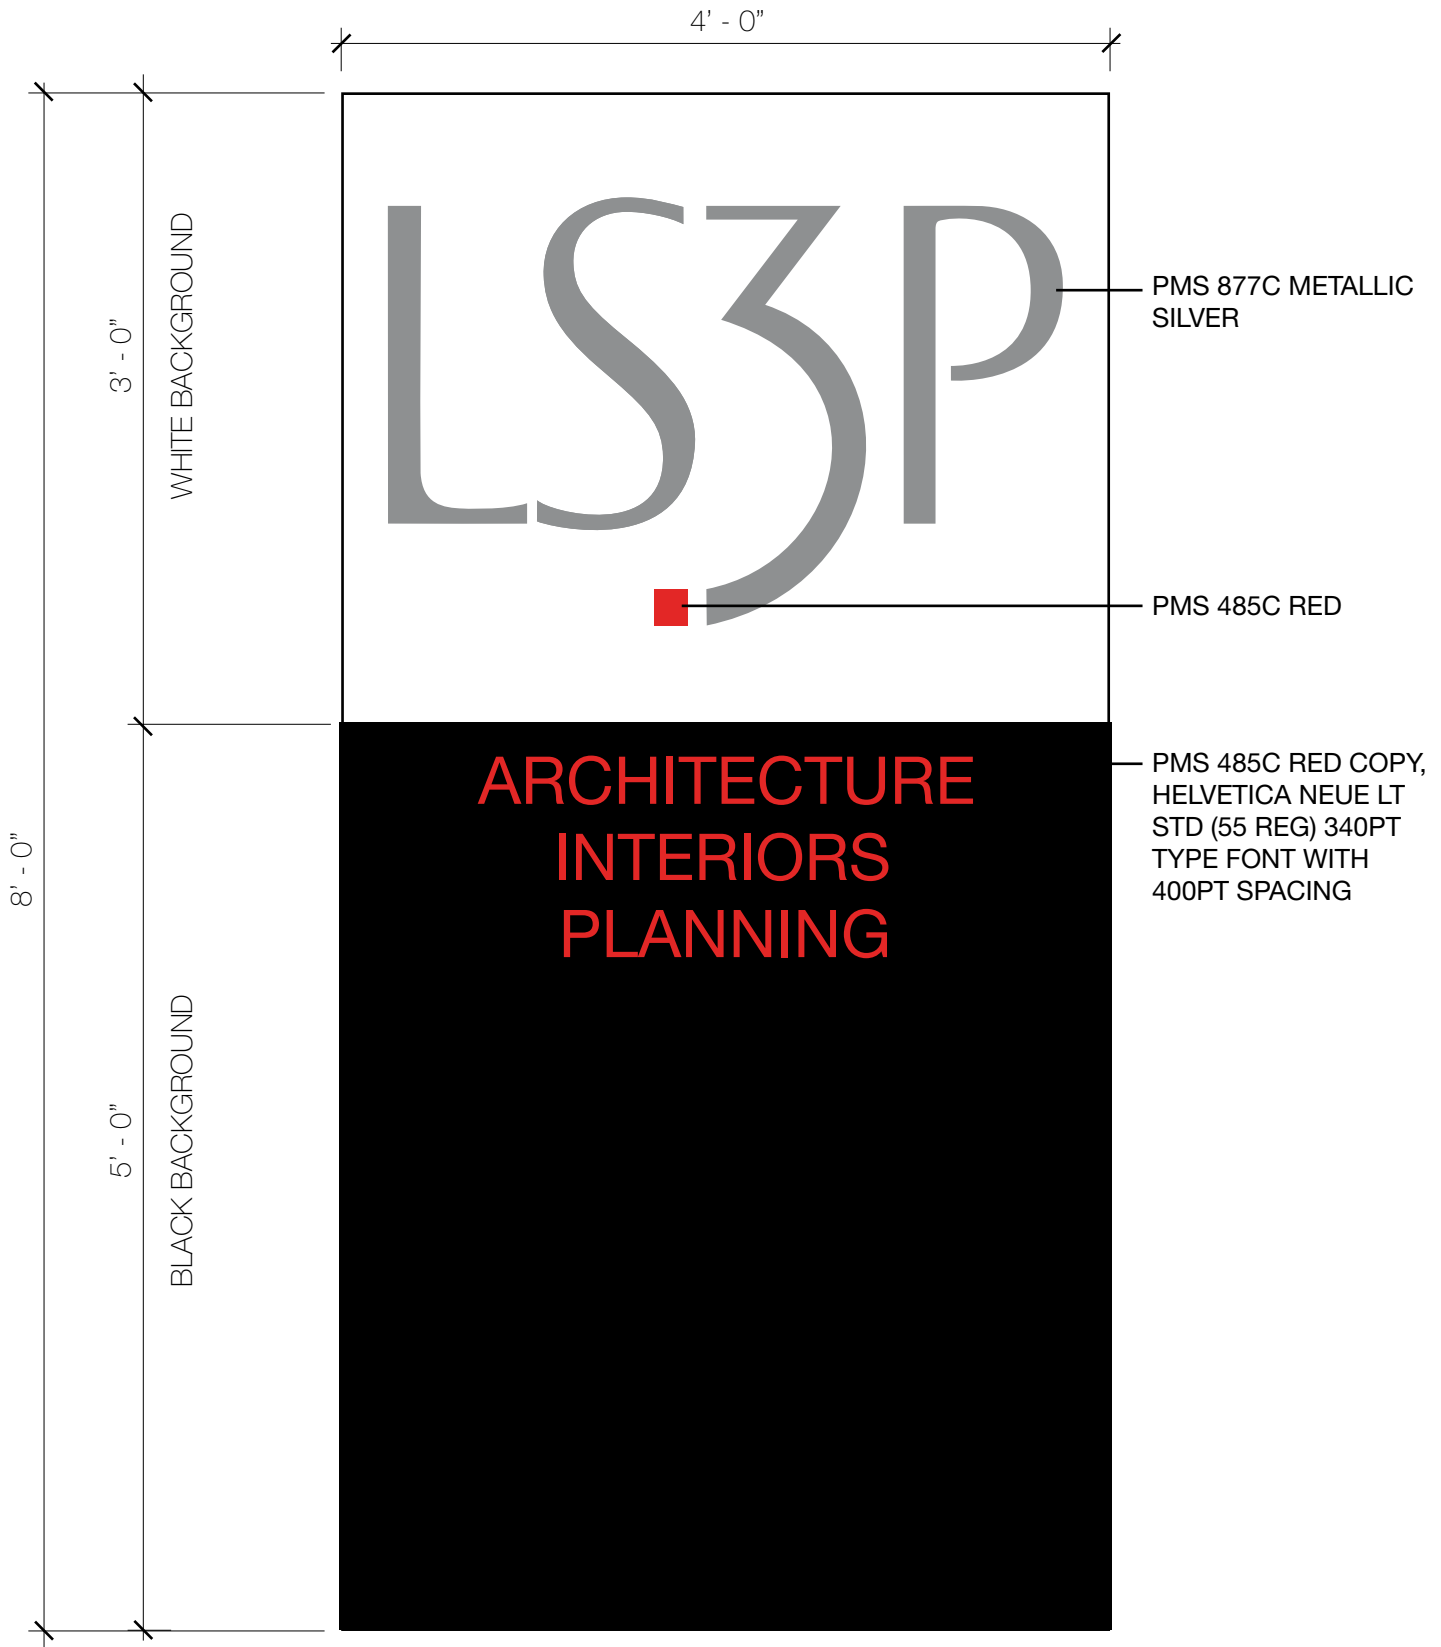 4' - 0”
LS3P
WHITE BACKGROUND
3' - 0”
PMS 877C METALLIC
SILVER
PMS 485C RED
ARCHITECTURE
INTERIORS
PLANNING
PMS 485C RED COPY,
HELVETICA NEUE LT
STD (55 REG) 340PT
TYPE FONT WITH
400PT SPACING
8' - 0”
5' - 0”
BLACK BACKGROUND